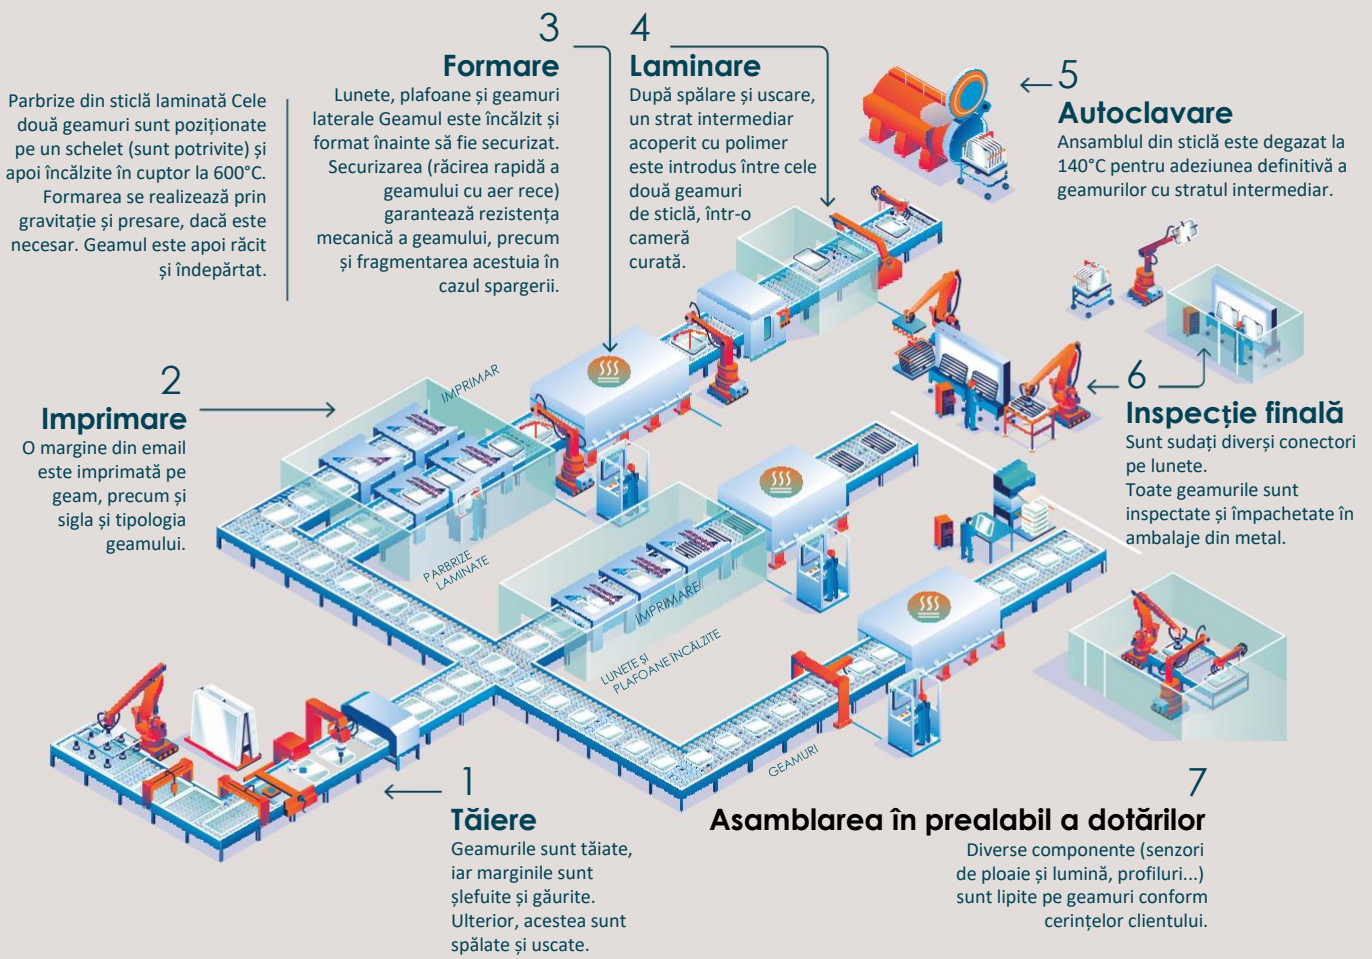 3
Formare
Lunete, plafoane și geamuri
laterale Geamul este încălzit și
format înainte să fie securizat.
Securizarea (răcirea rapidă a
geamului cu aer rece)
garantează rezistența
mecanică a geamului, precum
și fragmentarea acestuia în
cazul spargerii.
Parbrize din sticlă laminată Cele
două geamuri sunt poziționate
pe un schelet (sunt potrivite) și
apoi încălzite în cuptor la 600°C.
Formarea se realizează prin
gravitație și presare, dacă este
necesar. Geamul este apoi răcit
și îndepărtat.
4
Laminare
După spălare și uscare,
un strat intermediar
acoperit cu polimer
este introdus între cele
două geamuri
de sticlă, într-o
cameră
curată.
5
Autoclavare
Ansamblul din sticlă este degazat la
140°C pentru adeziunea definitivă a
geamurilor cu stratul intermediar.
2
Imprimare
O margine din email
este imprimată pe
geam, precum și
sigla și tipologia
geamului.
IMPRIMAR
PARBRIZE
LAMINATE
IMPRIMARE
LUNETE ȘI
PLAFOANE ÎNCĂLZITE
GEAMURI
6
Inspecție finală
Sunt sudați diverși conectori
pe lunete.
Toate geamurile sunt
inspectate și împachetate în
ambalaje din metal.
1
Tăiere
Geamurile sunt tăiate,
iar marginile sunt
șlefuite și găurite.
Ulterior, acestea sunt
spălate și uscate.
7
Asamblarea în prealabil a dotărilor
Diverse componente (senzori
de ploaie și lumină, profiluri...)
sunt lipite pe geamuri conform
cerințelor clientului.